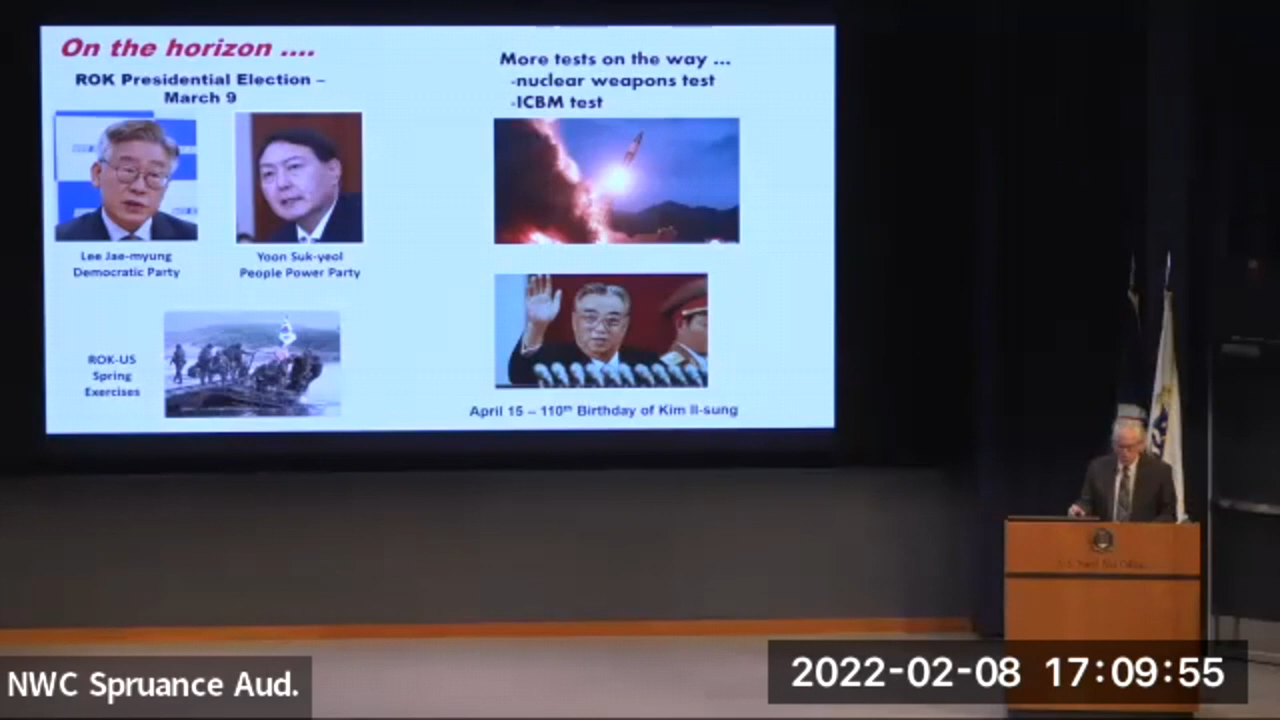 On the horizon ....
ROK Presidential Election –
March 9
Lee Jae-myung
Democratic Party
Yoon Suk-yeol
People Power Party
ROK-US
Spring
Exercises
More tests on the way ...
-nuclear weapons test
-ICBM test
April 15 – 110th Birthday of Kim Il-sung
NWC Spruance Aud.
2022-02-08 17:09:55